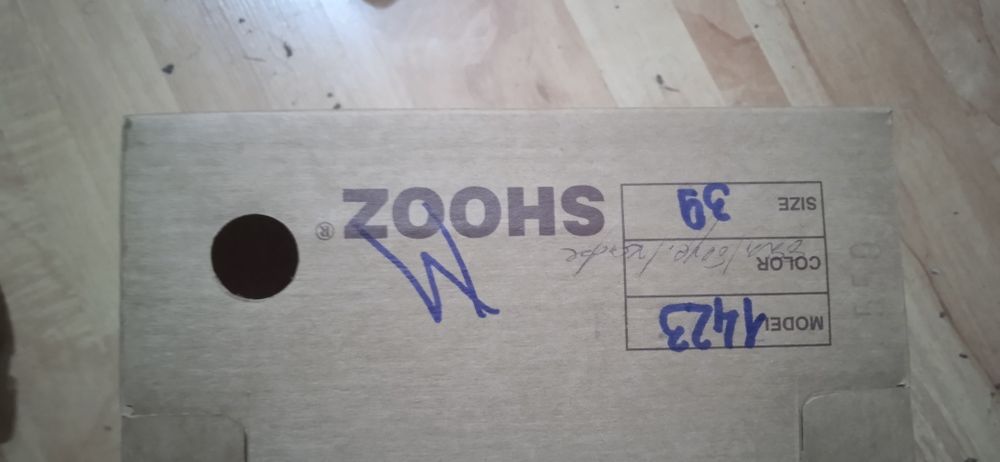 MODEL 1423
COLOR
SIZE 39
SHOOZ®
M